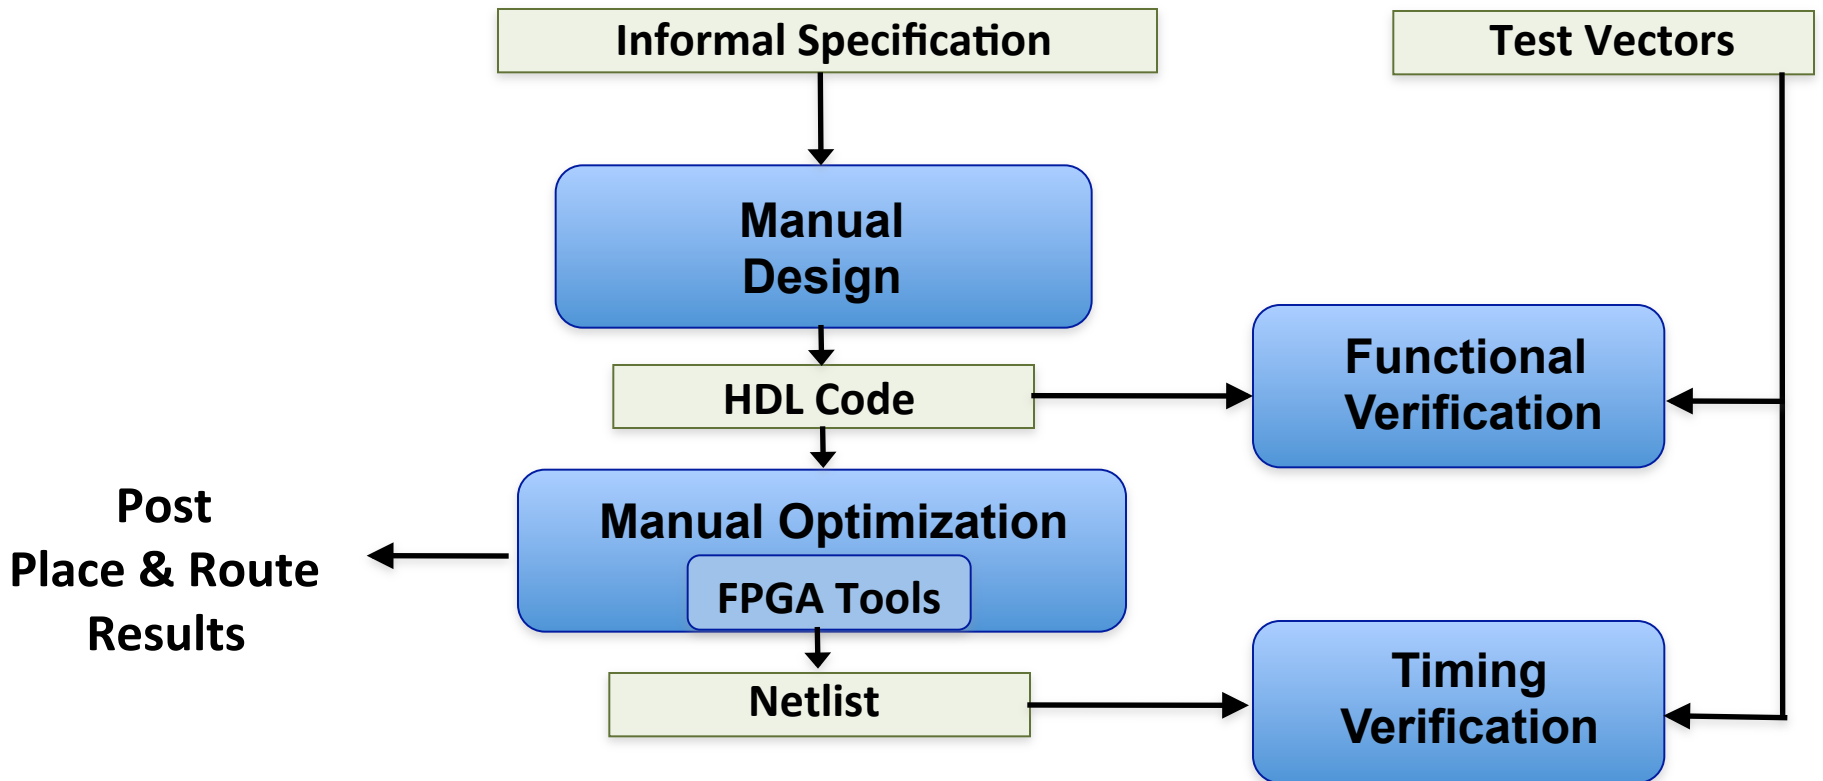 Informal Specification
Test Vectors
Manual
Design
Functional
Verification
HDL Code
Manual Optimization
FPGA Tools
Post
Place & Route
Results
Netlist
Timing
Verification